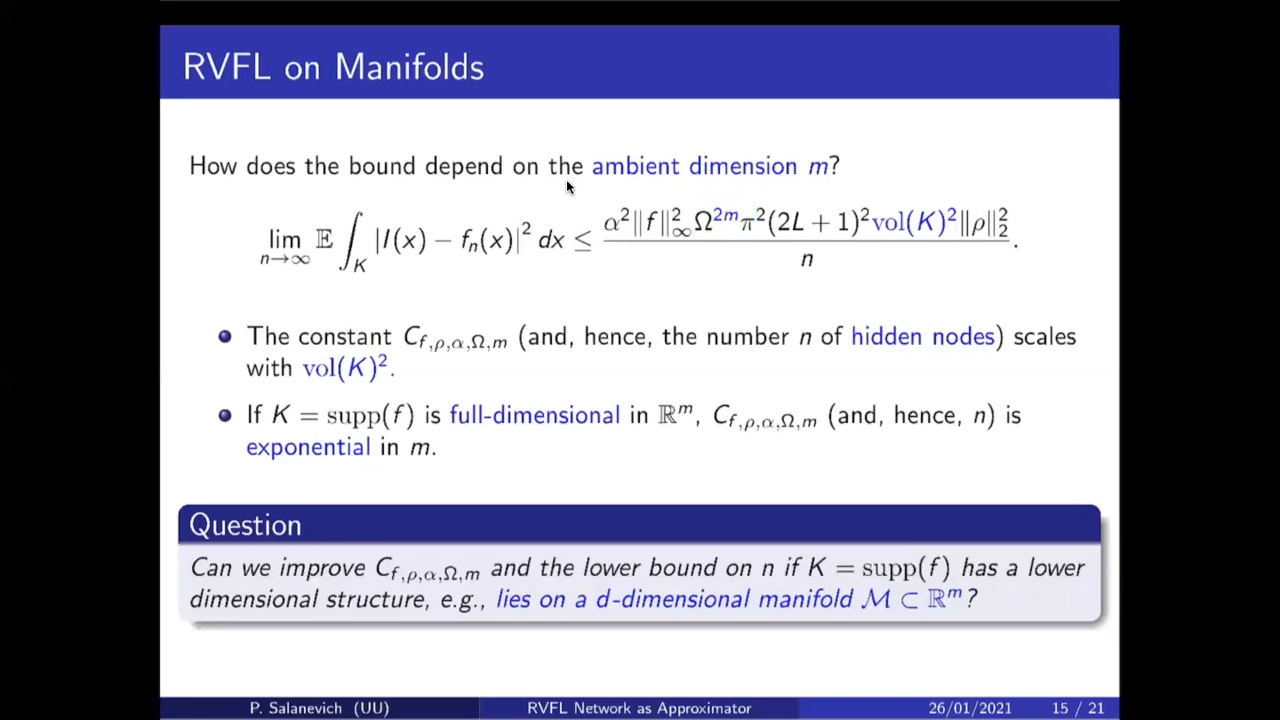 RVFL on Manifolds
How does the bound depend on the ambient dimension m?
lim_{n→∞} 𝔼 ∫_K |I(x) − f_n(x)|² dx ≤ α²‖f‖²_∞ Ω^{2m} π²(2L + 1)² vol(K)² ‖ρ‖²_2 / n .
The constant C_{f,ρ,α,Ω,m} (and, hence, the number n of hidden nodes) scales
with vol(K)².
If K = supp(f) is full-dimensional in ℝ^m, C_{f,ρ,α,Ω,m} (and, hence, n) is
exponential in m.
Question
Can we improve C_{f,ρ,α,Ω,m} and the lower bound on n if K = supp(f) has a lower
dimensional structure, e.g., lies on a d-dimensional manifold ℳ ⊂ ℝ^m?
P. Salanevich (UU) RVFL Network as Approximator 26/01/2021 15 / 21